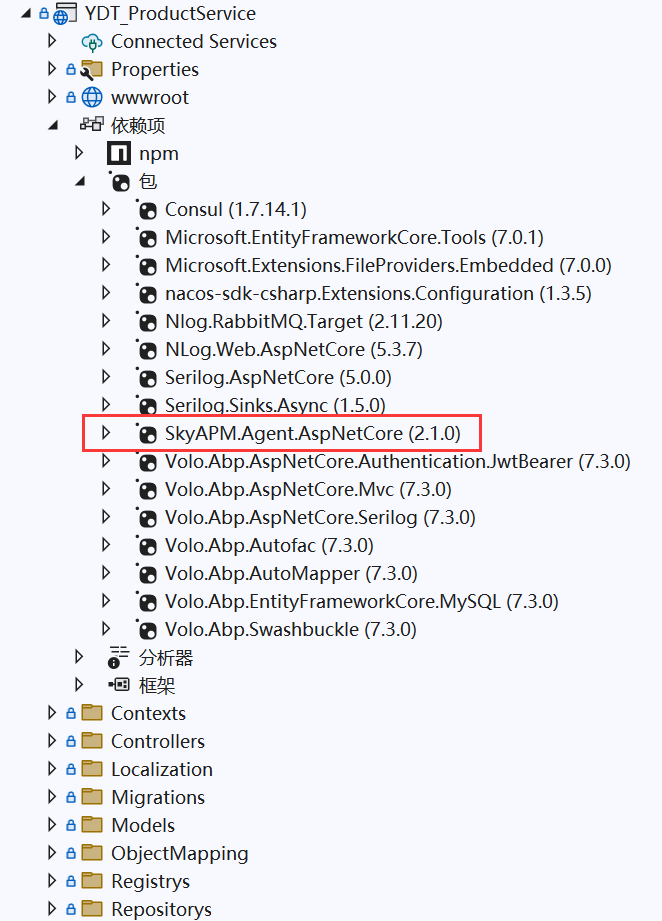 YDT_ProductService
Connected Services
Properties
wwwroot
依赖项
npm
包
Consul (1.7.14.1)
Microsoft.EntityFrameworkCore.Tools (7.0.1)
Microsoft.Extensions.FileProviders.Embedded (7.0.0)
nacos-sdk-csharp.Extensions.Configuration (1.3.5)
Nlog.RabbitMQ.Target (2.11.20)
NLog.Web.AspNetCore (5.3.7)
Serilog.AspNetCore (5.0.0)
Serilog.Sinks.Async (1.5.0)
SkyAPM.Agent.AspNetCore (2.1.0)
Volo.Abp.AspNetCore.Authentication.JwtBearer (7.3.0)
Volo.Abp.AspNetCore.Mvc (7.3.0)
Volo.Abp.AspNetCore.Serilog (7.3.0)
Volo.Abp.Autofac (7.3.0)
Volo.Abp.AutoMapper (7.3.0)
Volo.Abp.EntityFrameworkCore.MySQL (7.3.0)
Volo.Abp.Swashbuckle (7.3.0)
分析器
框架
Contexts
Controllers
Localization
Migrations
Models
ObjectMapping
Registrys
Repositorys